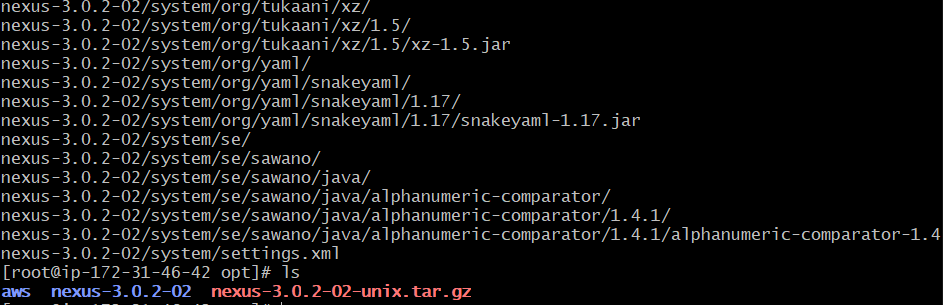 nexus-3.0.2-02/system/org/tukaani/xz/
nexus-3.0.2-02/system/org/tukaani/xz/1.5/
nexus-3.0.2-02/system/org/tukaani/xz/1.5/xz-1.5.jar
nexus-3.0.2-02/system/org/yaml/
nexus-3.0.2-02/system/org/yaml/snakeyaml/
nexus-3.0.2-02/system/org/yaml/snakeyaml/1.17/
nexus-3.0.2-02/system/org/yaml/snakeyaml/1.17/snakeyaml-1.17.jar
nexus-3.0.2-02/system/se/
nexus-3.0.2-02/system/se/sawano/
nexus-3.0.2-02/system/se/sawano/java/
nexus-3.0.2-02/system/se/sawano/java/alphanumeric-comparator/
nexus-3.0.2-02/system/se/sawano/java/alphanumeric-comparator/1.4.1/
nexus-3.0.2-02/system/se/sawano/java/alphanumeric-comparator/1.4.1/alphanumeric-comparator-1.4
nexus-3.0.2-02/system/settings.xml
[root@ip-172-31-46-42 opt]# ls
aws nexus-3.0.2-02 nexus-3.0.2-02-unix.tar.gz